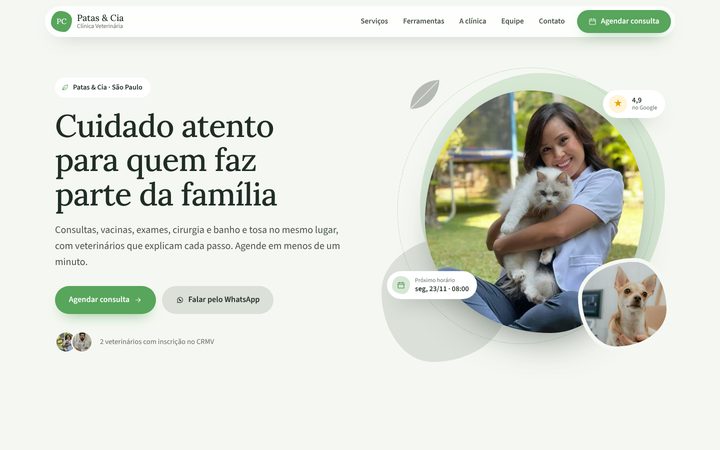 PC
Patas & Cia
Clínica Veterinária
Serviços
Ferramentas
A clínica
Equipe
Contato
Agendar consulta
Patas & Cia · São Paulo
Cuidado atento
para quem faz
parte da família
Consultas, vacinas, exames, cirurgia e banho e tosa no mesmo lugar,
com veterinários que explicam cada passo. Agende em menos de um
minuto.
Agendar consulta →
Falar pelo WhatsApp
2 veterinários com inscrição no CRMV
4,9
no Google
Próximo horário
seg, 23/11 · 08:00